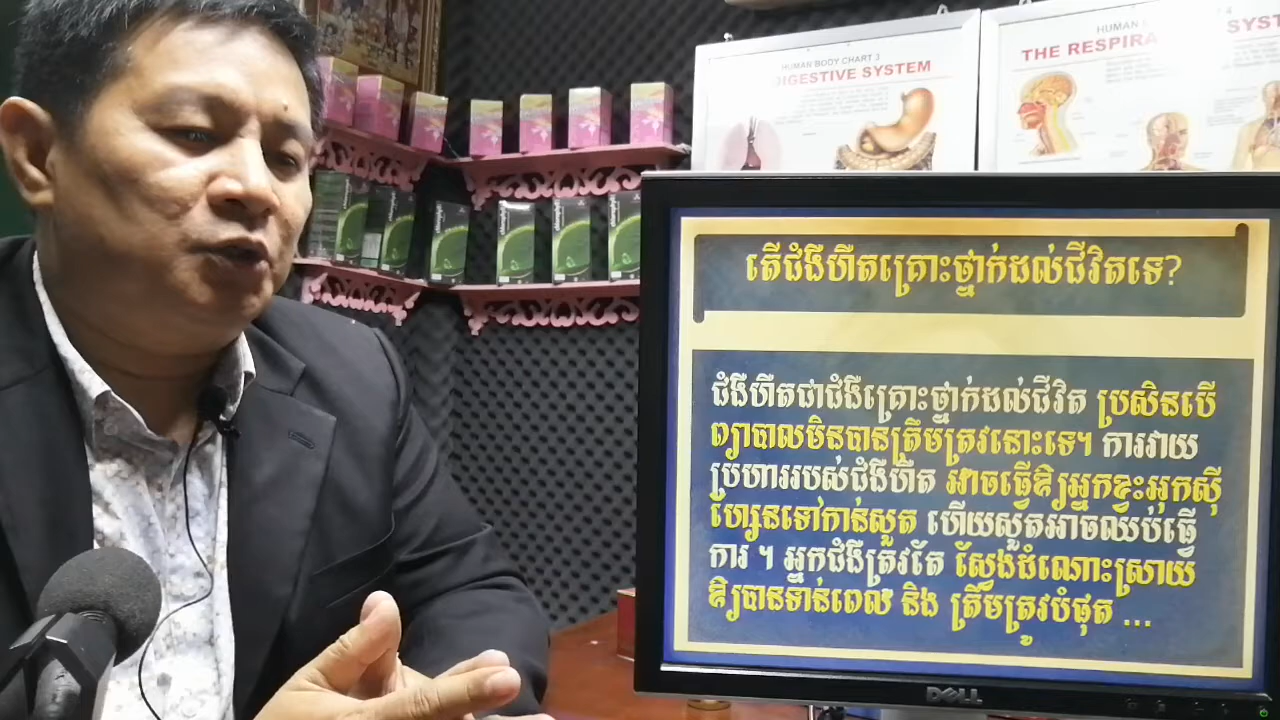 HUMAN BODY CHART 3
DIGESTIVE SYSTEM
HUMAN
THE RESPIRA
SYST
តើជំងឺហឺតគ្រោះថ្នាក់ដល់ជីវិតទេ?
ជំងឺហឺតជាជំងឺគ្រោះថ្នាក់ដល់ជីវិត ប្រសិនបើ
ព្យាបាលមិនបានត្រឹមត្រូវនោះទេ។ ការវាយ
ប្រហាររបស់ជំងឺហឺត អាចធ្វើឱ្យអ្នកខ្វះអុកស៊ី
ហ្សែនទៅកាន់សួត ហើយសួតអាចឈប់ធ្វើ
ការ ។ អ្នកជំងឺត្រូវតែ ស្វែងដំណោះស្រាយ
ឱ្យបានទាន់ពេល និង ត្រឹមត្រូវបំផុត ...
DELL